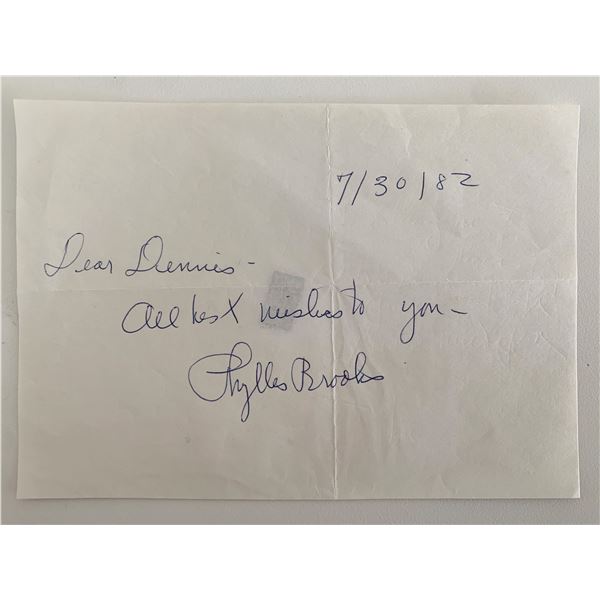 7/30/82
Dear Dennis -
All best wishes to you -
Phyllis Brooks